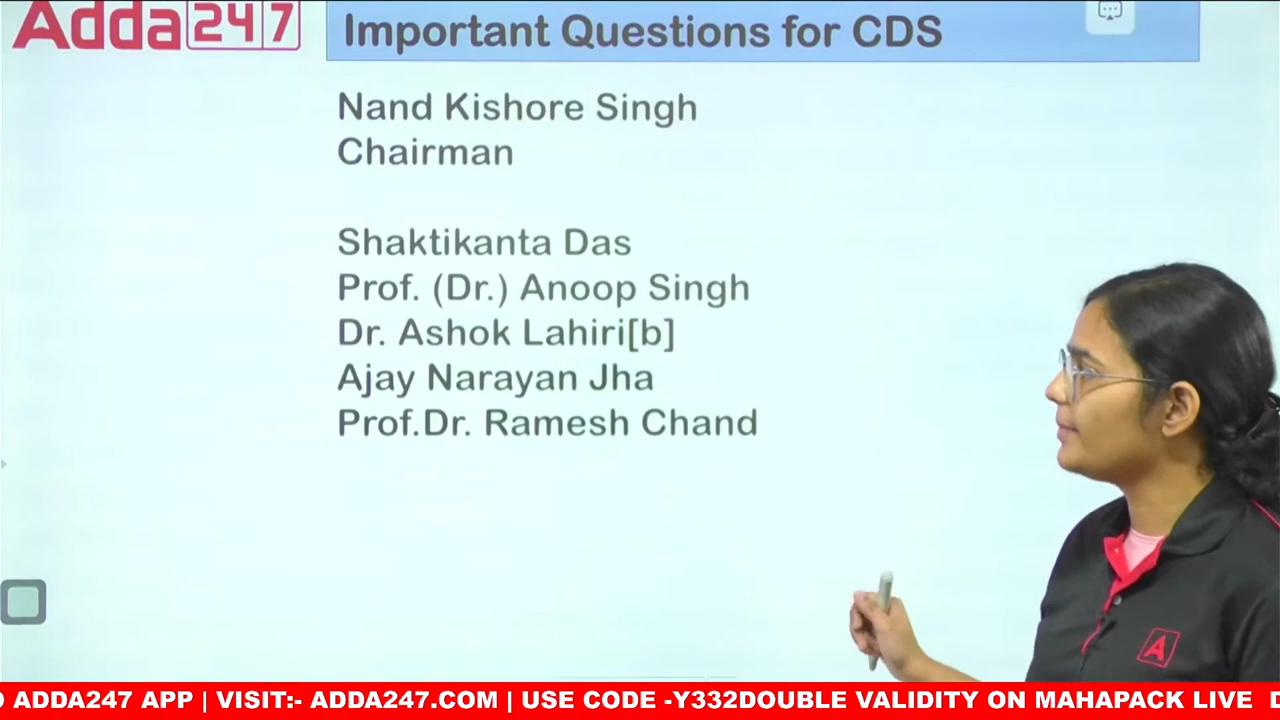 Adda247
Important Questions for CDS
Nand Kishore Singh
Chairman
Shaktikanta Das
Prof. (Dr.) Anoop Singh
Dr. Ashok Lahiri[b]
Ajay Narayan Jha
Prof.Dr. Ramesh Chand
A
ADDA247 APP | VISIT:- ADDA247.COM | USE CODE -Y332DOUBLE VALIDITY ON MAHAPACK LIVE